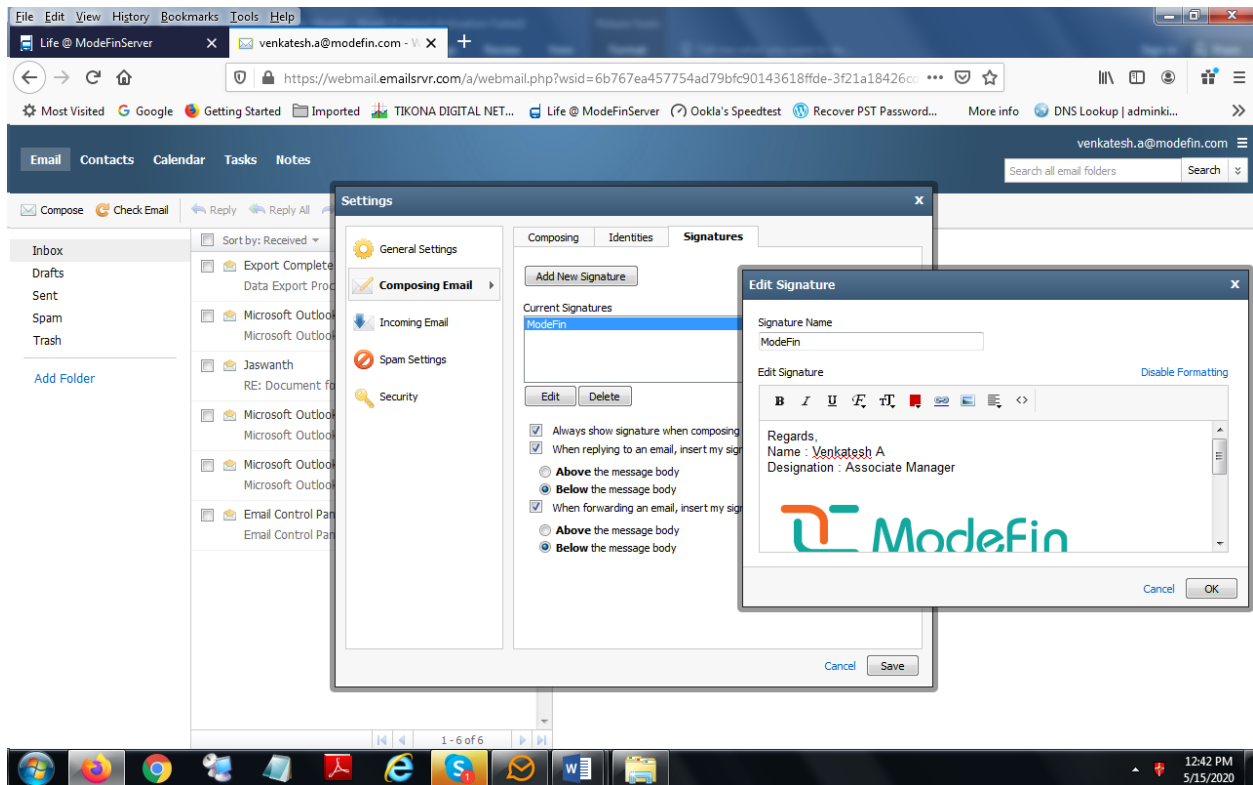 File Edit View History Bookmarks Tools Help
Life @ ModeFinServer X
venkatesh.a@modefin.com - X +
https://webmail.emailsrvr.com/a/webmail.php?wsid=6b767ea457754ad79bfc90143618ffde-3f21a18426cd
Most Visited Google Getting Started Imported TIKONA DIGITAL NET... Life @ ModeFinServer Ookla's Speedtest Recover PST Password... More info DNS Lookup | adminki...
venkatesh.a@modefin.com
Email Contacts Calendar Tasks Notes
Search all email folders Search
Compose Check Email Reply Reply All
Inbox
Drafts
Sent
Spam
Trash
Add Folder
Sort by: Received
Export Complete
Data Export Proc
Microsoft Outlook
Microsoft Outlook
Jaswanth
RE: Document fo
Microsoft Outlook
Microsoft Outlook
Microsoft Outlook
Microsoft Outlook
Email Control Pan
Email Control Pan
1 - 6 of 6
Settings x
General Settings
Composing Email
Incoming Email
Spam Settings
Security
Composing Identities Signatures
Add New Signature
Current Signatures
ModeFin
Edit Delete
Always show signature when composing
When replying to an email, insert my sign
Above the message body
Below the message body
When forwarding an email, insert my sign
Above the message body
Below the message body
Cancel Save
Edit Signature x
Signature Name
ModeFin
Edit Signature Disable Formatting
B I U F TT <>
Regards,
Name : Venkatesh A
Designation : Associate Manager
ModeFin
Cancel OK
12:42 PM
5/15/2020